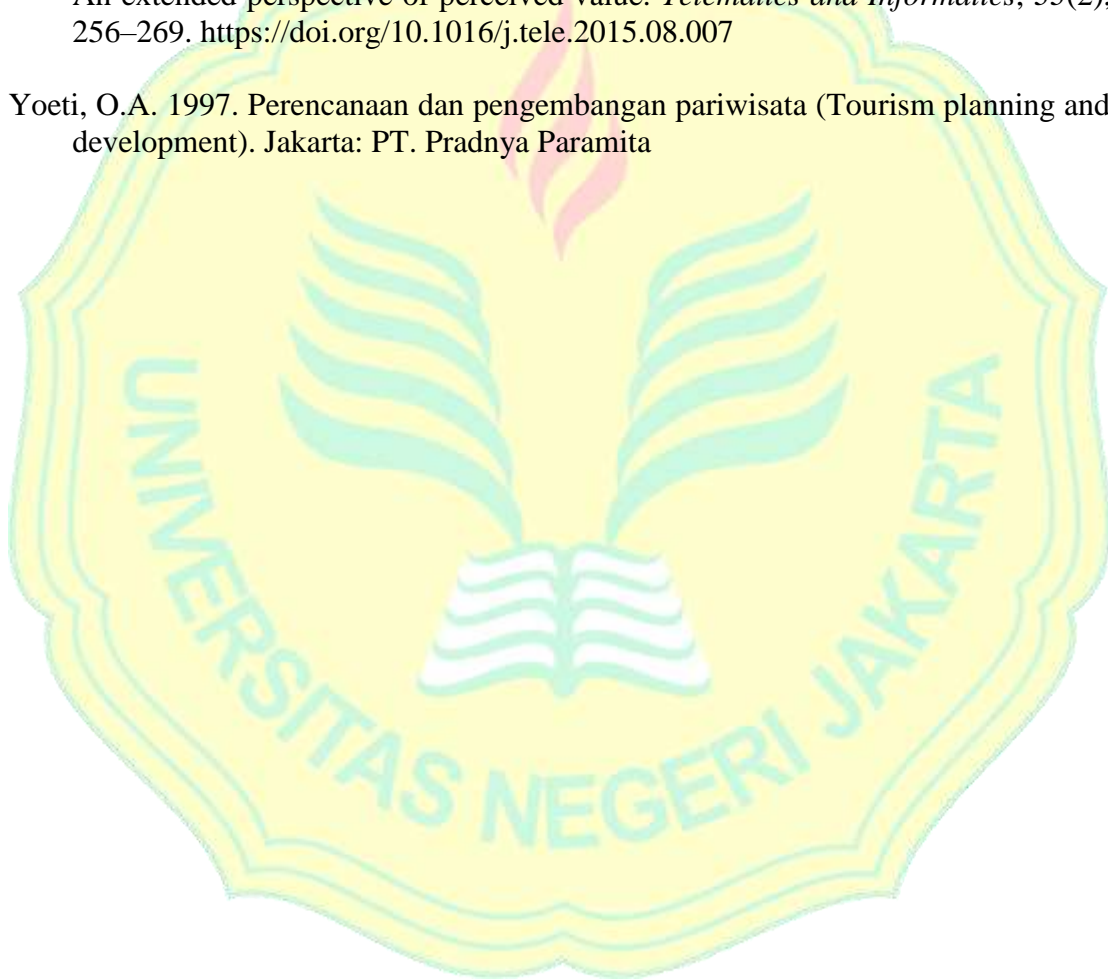 An extended perspective of perceived value. Telematics and Informatics, 33(2),
256–269. https://doi.org/10.1016/j.tele.2015.08.007
Yoeti, O.A. 1997. Perencanaan dan pengembangan pariwisata (Tourism planning and
development). Jakarta: PT. Pradnya Paramita
UNIVERSITAS NEGERI JAKARTA